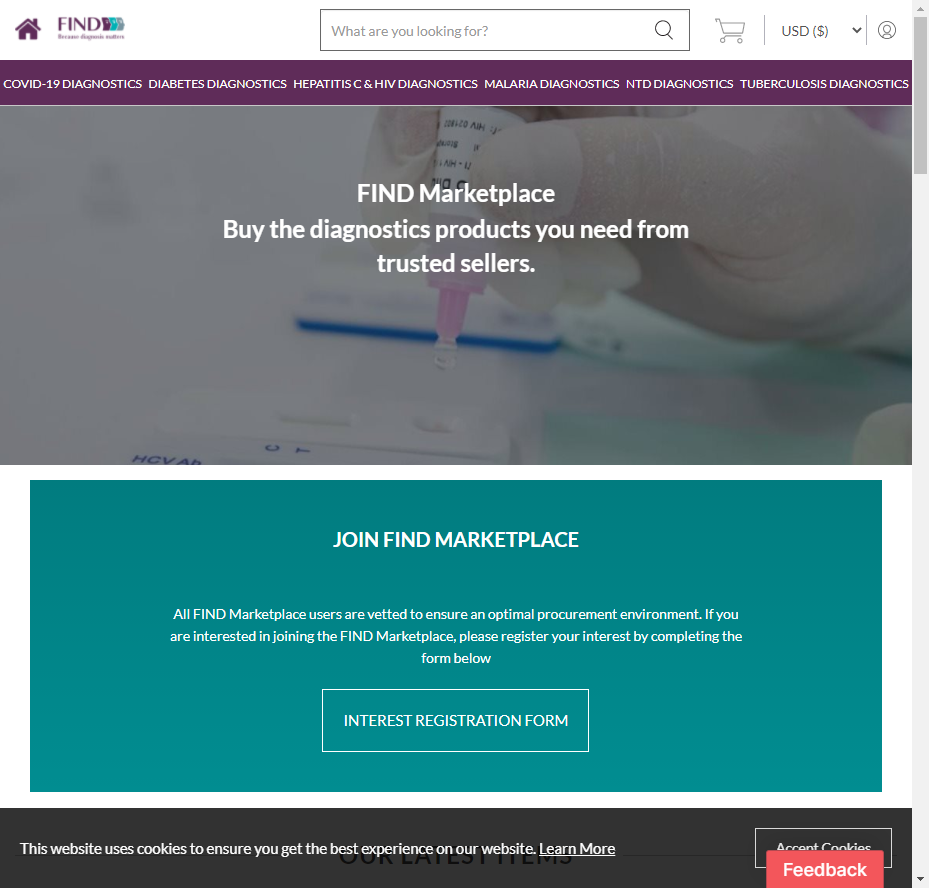 FIND
Because diagnosis matters
What are you looking for?
USD ($)
COVID-19 DIAGNOSTICS DIABETES DIAGNOSTICS HEPATITIS C & HIV DIAGNOSTICS MALARIA DIAGNOSTICS NTD DIAGNOSTICS TUBERCULOSIS DIAGNOSTICS
FIND Marketplace
Buy the diagnostics products you need from
trusted sellers.
C T
JOIN FIND MARKETPLACE
All FIND Marketplace users are vetted to ensure an optimal procurement environment. If you
are interested in joining the FIND Marketplace, please register your interest by completing the
form below
INTEREST REGISTRATION FORM
OUR LATEST ITEMS
This website uses cookies to ensure you get the best experience on our website. Learn More
Accept Cookies
Feedback